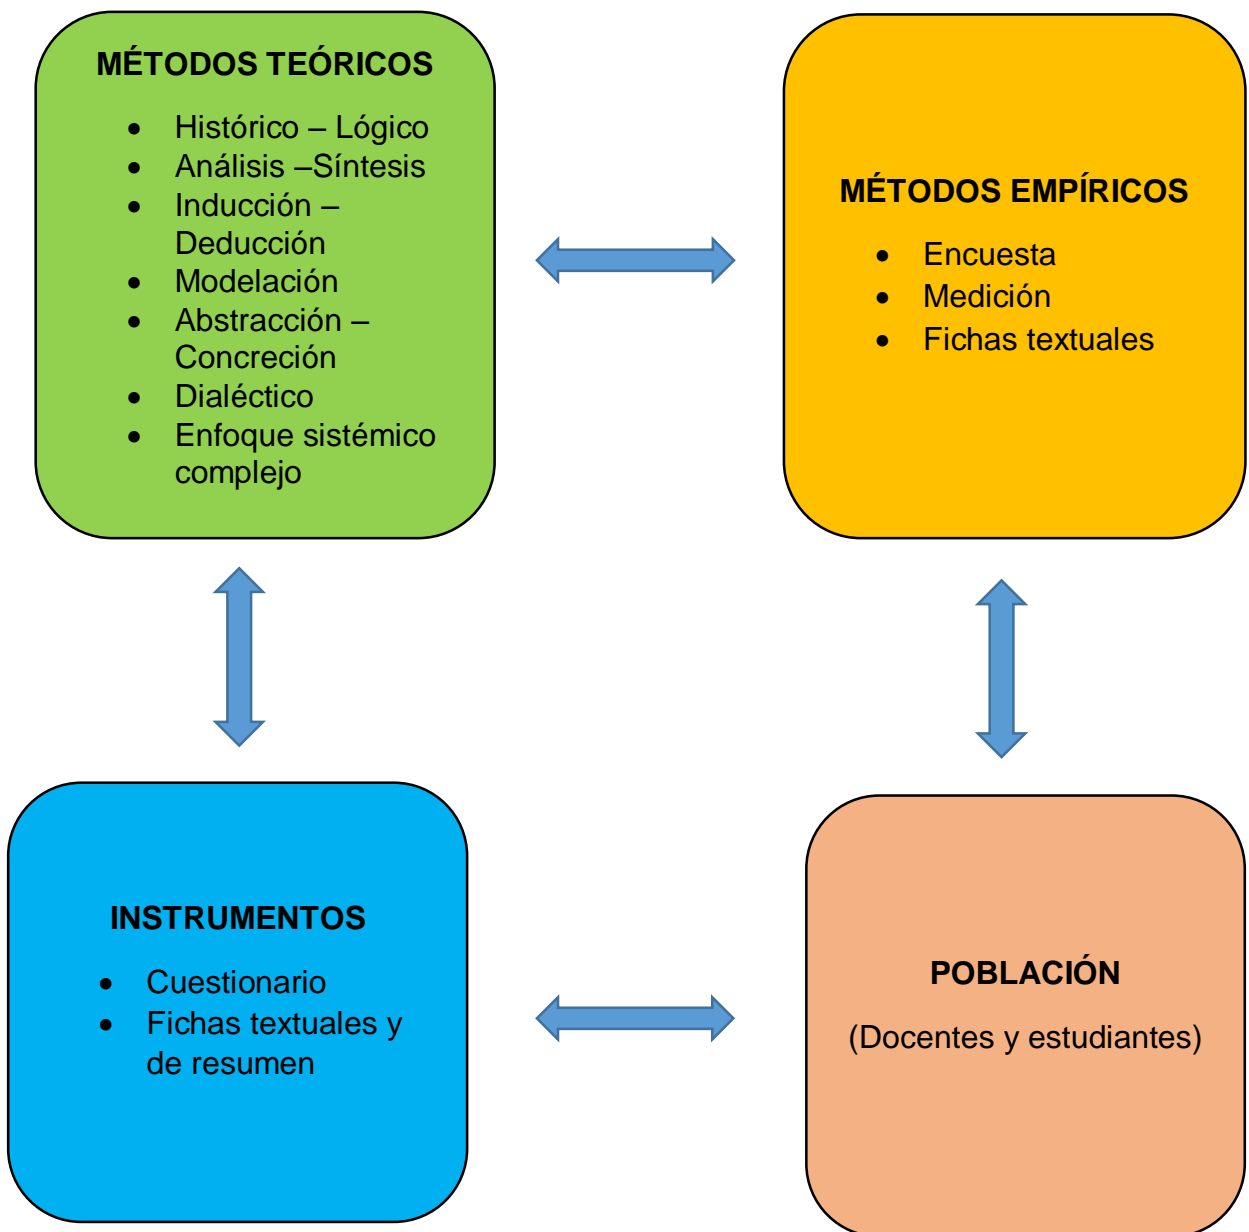 MÉTODOS TEÓRICOS
• Histórico – Lógico
• Análisis –Síntesis
• Inducción –
Deducción
• Modelación
• Abstracción –
Concreción
• Dialéctico
• Enfoque sistémico
complejo
MÉTODOS EMPÍRICOS
• Encuesta
• Medición
• Fichas textuales
INSTRUMENTOS
• Cuestionario
• Fichas textuales y
de resumen
POBLACIÓN
(Docentes y estudiantes)